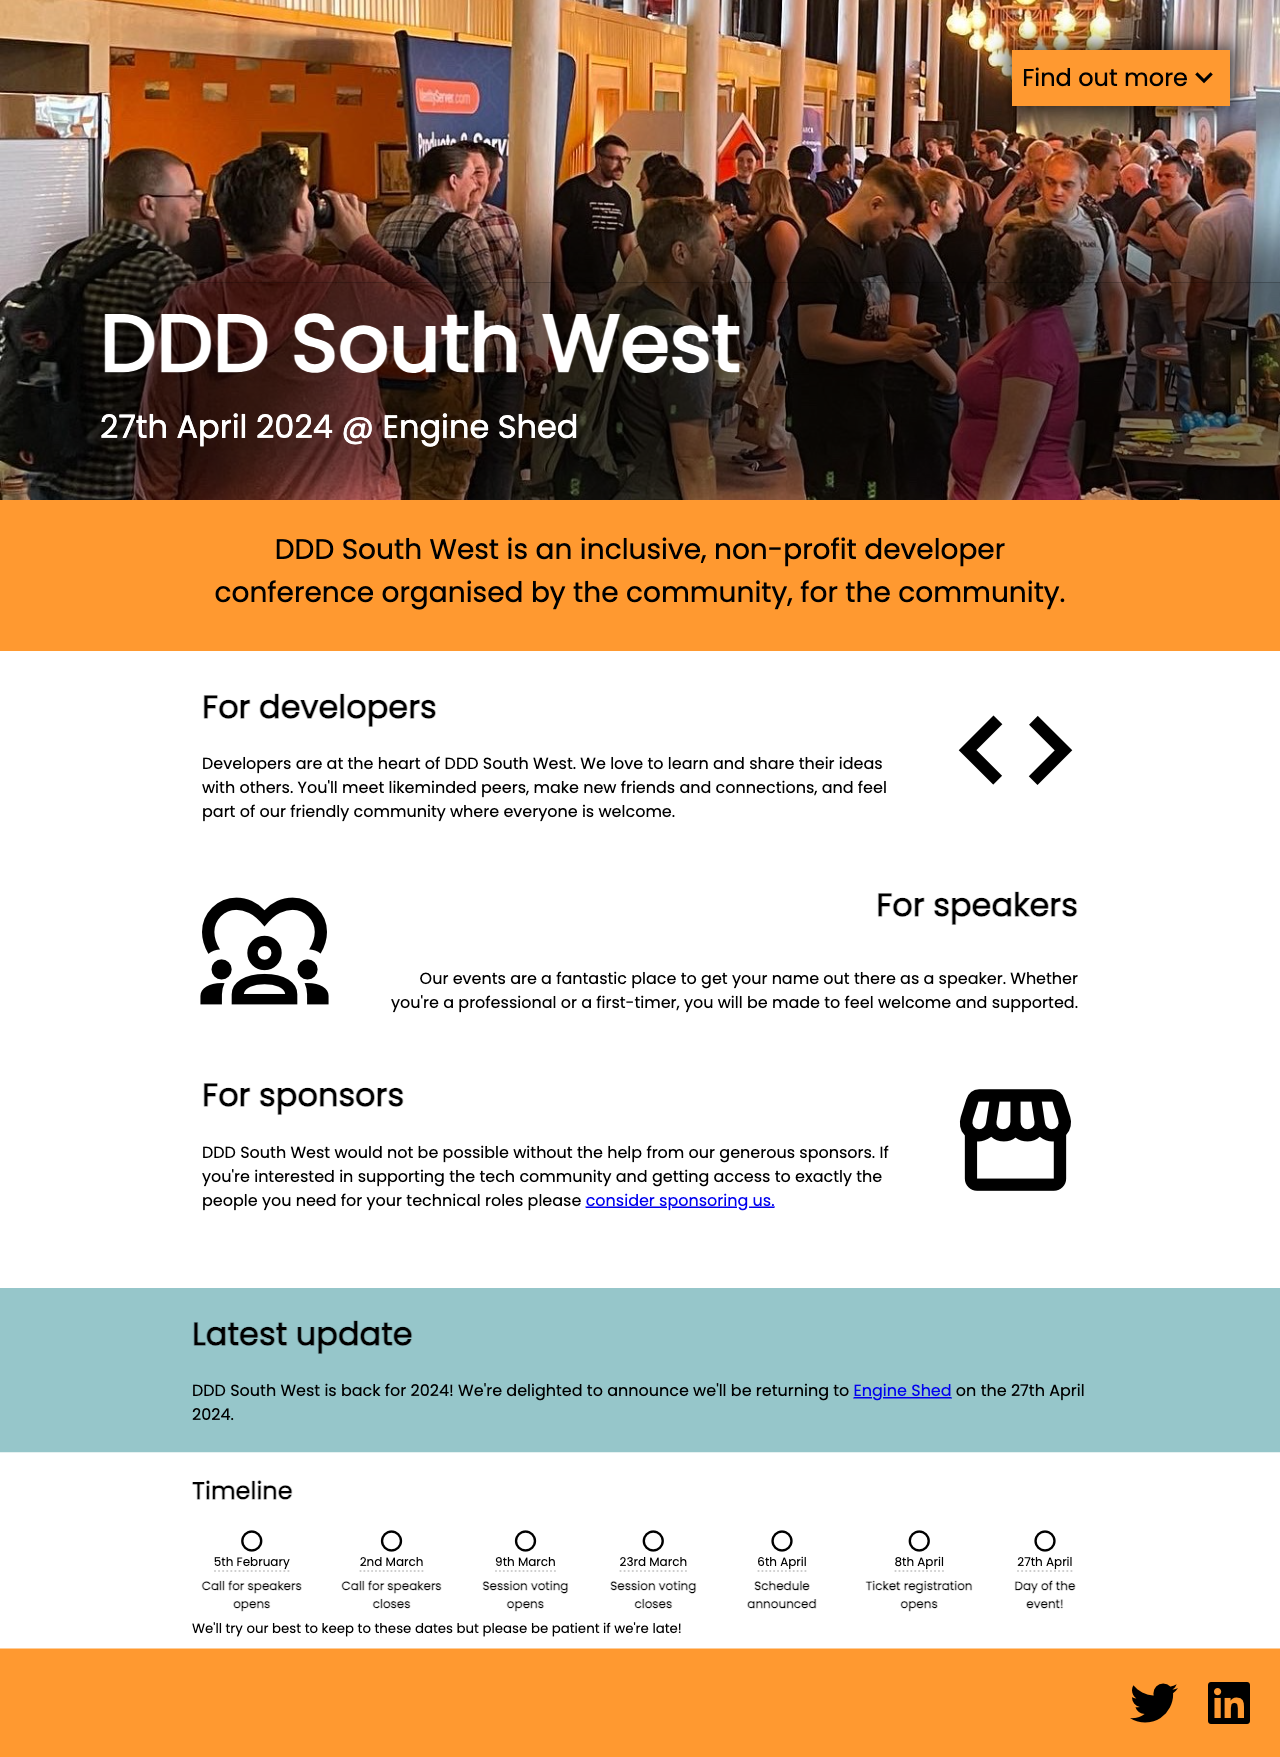 Find out more
NettlyServer.com
Products & Servi
DDD South West
27th April 2024 @ Engine Shed
DDD South West is an inclusive, non-profit developer
conference organised by the community, for the community.
For developers
Developers are at the heart of DDD South West. We love to learn and share their ideas
with others. You'll meet likeminded peers, make new friends and connections, and feel
part of our friendly community where everyone is welcome.
For speakers
Our events are a fantastic place to get your name out there as a speaker. Whether
you're a professional or a first-timer, you will be made to feel welcome and supported.
For sponsors
DDD South West would not be possible without the help from our generous sponsors. If
you're interested in supporting the tech community and getting access to exactly the
people you need for your technical roles please consider sponsoring us.
Latest update
DDD South West is back for 2024! We're delighted to announce we'll be returning to Engine Shed on the 27th April
2024.
Timeline
5th February 2nd March 9th March 23rd March 6th April 8th April 27th April
Call for speakers Call for speakers Session voting Session voting Schedule Ticket registration Day of the
opens closes opens closes announced opens event!
We'll try our best to keep to these dates but please be patient if we're late!
in